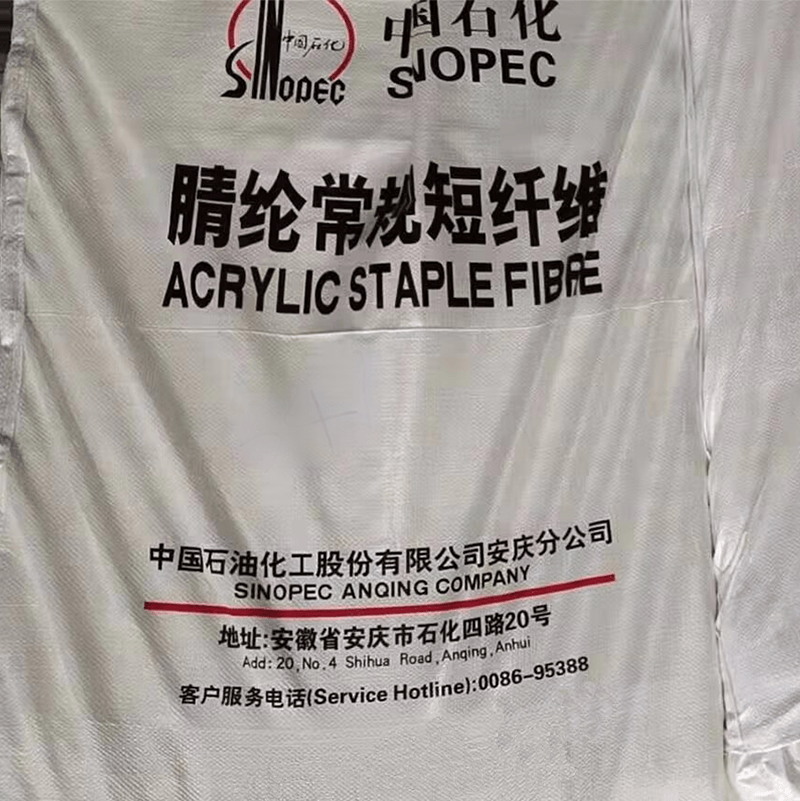 中国石化
SINOPEC
中国石化
SINOPEC
腈纶常规短纤维
ACRYLIC STAPLE FIBRE
中国石油化工股份有限公司安庆分公司
SINOPEC ANQING COMPANY
地址:安徽省安庆市石化四路20号
Add: 20,No.4 Shihua Road,Anqing,Anhui
客户服务电话(Service Hotline):0086-95388